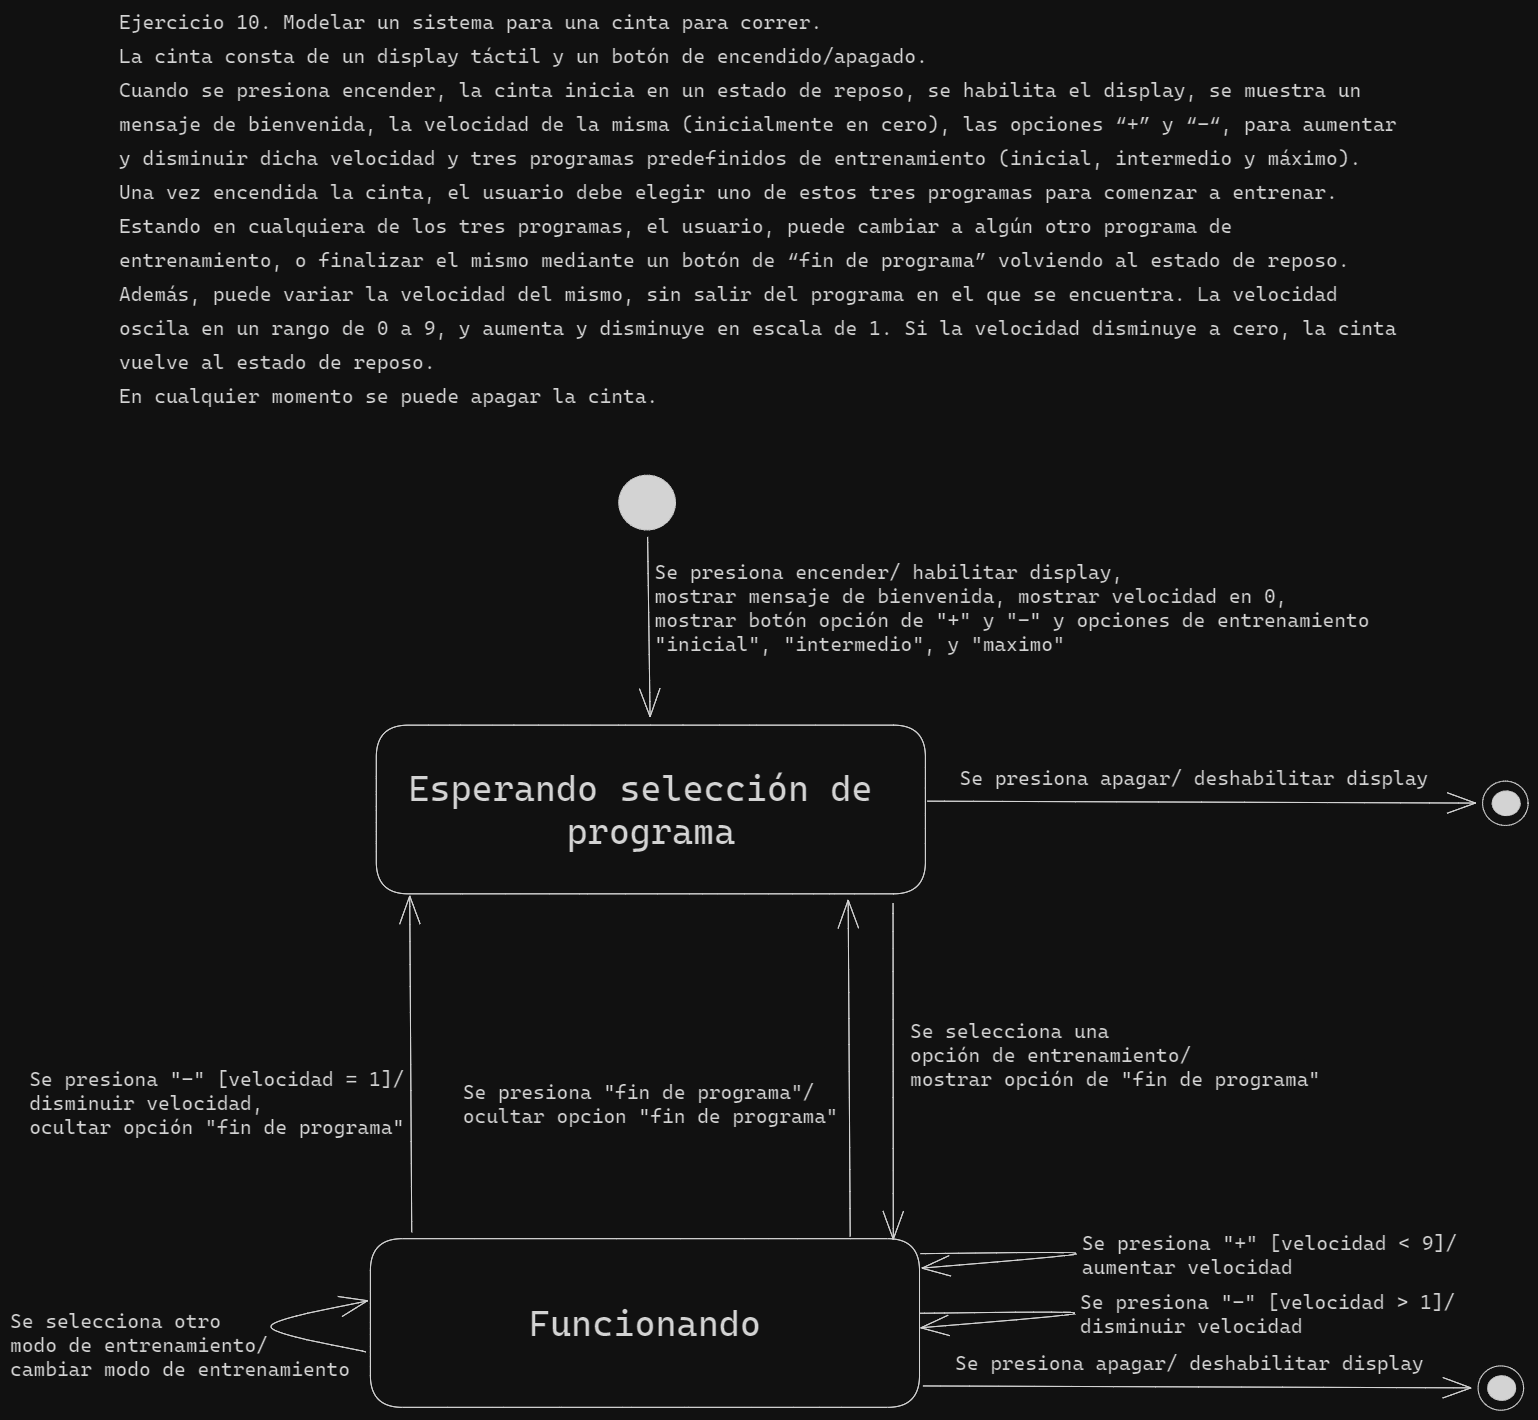 Ejercicio 10. Modelar un sistema para una cinta para correr.
La cinta consta de un display táctil y un botón de encendido/apagado.
Cuando se presiona encender, la cinta inicia en un estado de reposo, se habilita el display, se muestra un
mensaje de bienvenida, la velocidad de la misma (inicialmente en cero), las opciones “+” y “−“, para aumentar
y disminuir dicha velocidad y tres programas predefinidos de entrenamiento (inicial, intermedio y máximo).
Una vez encendida la cinta, el usuario debe elegir uno de estos tres programas para comenzar a entrenar.
Estando en cualquiera de los tres programas, el usuario, puede cambiar a algún otro programa de
entrenamiento, o finalizar el mismo mediante un botón de “fin de programa” volviendo al estado de reposo.
Además, puede variar la velocidad del mismo, sin salir del programa en el que se encuentra. La velocidad
oscila en un rango de 0 a 9, y aumenta y disminuye en escala de 1. Si la velocidad disminuye a cero, la cinta
vuelve al estado de reposo.
En cualquier momento se puede apagar la cinta.
Se presiona encender/ habilitar display,
mostrar mensaje de bienvenida, mostrar velocidad en 0,
mostrar botón opción de "+" y "−" y opciones de entrenamiento
"inicial", "intermedio", y "maximo"
Esperando selección de
programa
Se presiona apagar/ deshabilitar display
Se presiona "−" [velocidad = 1]/
disminuir velocidad,
ocultar opción "fin de programa"
Se presiona "fin de programa"/
ocultar opcion "fin de programa"
Se selecciona una
opción de entrenamiento/
mostrar opción de "fin de programa"
Funcionando
Se selecciona otro
modo de entrenamiento/
cambiar modo de entrenamiento
Se presiona "+" [velocidad < 9]/
aumentar velocidad
Se presiona "−" [velocidad > 1]/
disminuir velocidad
Se presiona apagar/ deshabilitar display